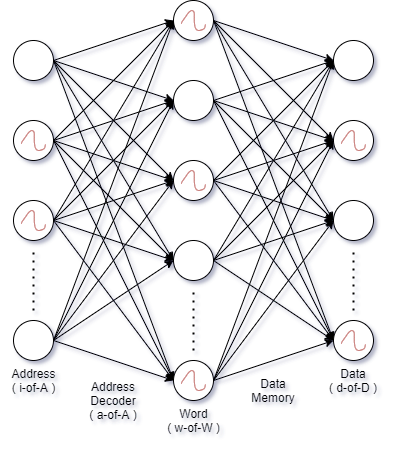 Address
( i-of-A )
Address
Decoder
( a-of-A )
Word
( w-of-W )
Data
Memory
Data
( d-of-D )